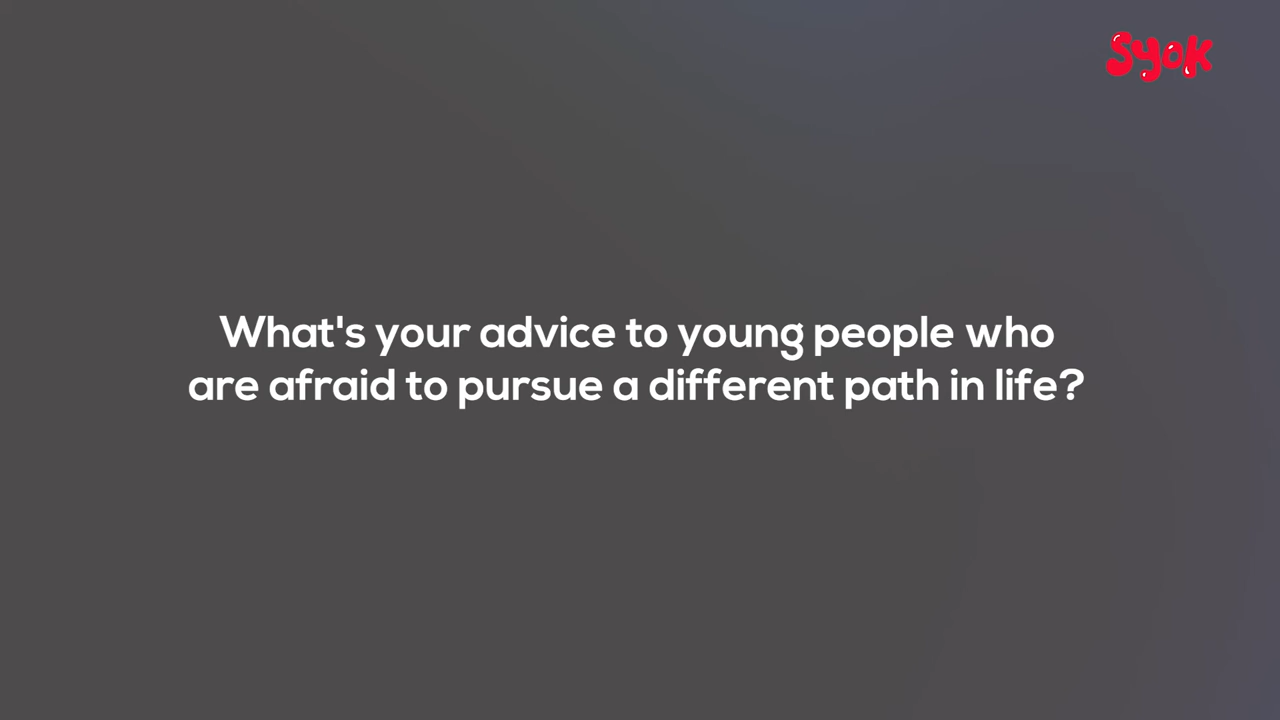 Syok
What's your advice to young people who
are afraid to pursue a different path in life?